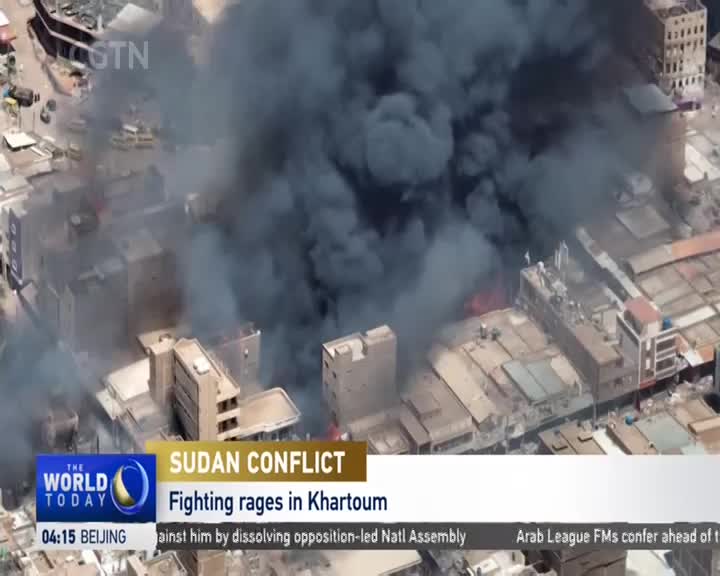 CGTN
SUDAN CONFLICT
THE
WORLD
TODAY
Fighting rages in Khartoum
04:15 BEIJING
ainst him by dissolving opposition-led Natl Assembly Arab League FMs confer ahead of t